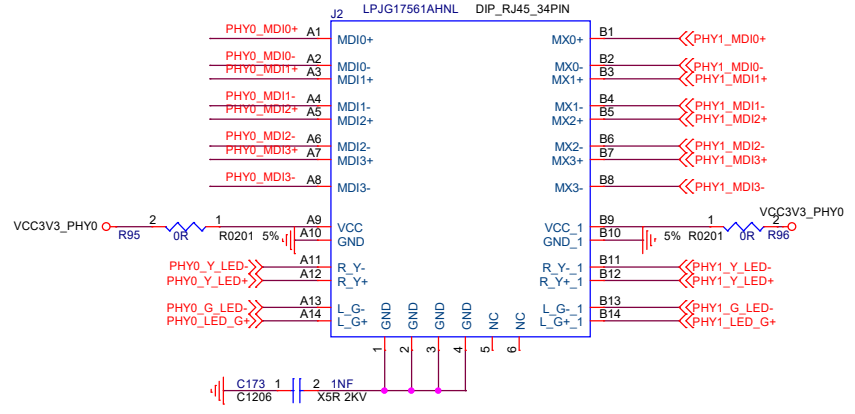 J2 LPJG17561AHNL DIP_RJ45_34PIN
PHY0_MDI0+ A1 MDI0+ MX0+ B1 PHY1_MDI0+
PHY0_MDI0- A2 MDI0- MX0- B2 PHY1_MDI0-
PHY0_MDI1+ A3 MDI1+ MX1+ B3 PHY1_MDI1+
PHY0_MDI1- A4 MDI1- MX1- B4 PHY1_MDI1-
PHY0_MDI2+ A5 MDI2+ MX2+ B5 PHY1_MDI2+
PHY0_MDI2- A6 MDI2- MX2- B6 PHY1_MDI2-
PHY0_MDI3+ A7 MDI3+ MX3+ B7 PHY1_MDI3+
PHY0_MDI3- A8 MDI3- MX3- B8 PHY1_MDI3-
VCC3V3_PHY0 2 1 A9 VCC VCC_1 B9 1 2 VCC3V3_PHY0
R95 0R R0201 5% A10 GND GND_1 B10 5% R0201 0R R96
PHY0_Y_LED- A11 R_Y- R_Y-_1 B11 PHY1_Y_LED-
PHY0_Y_LED+ A12 R_Y+ R_Y+_1 B12 PHY1_Y_LED+
PHY0_G_LED- A13 L_G- L_G-_1 B13 PHY1_G_LED-
PHY0_LED_G+ A14 L_G+ L_G+_1 B14 PHY1_LED_G+
GND GND GND GND NC NC
1 2 3 4 5 6
C173 1 2 1NF
C1206 X5R 2KV